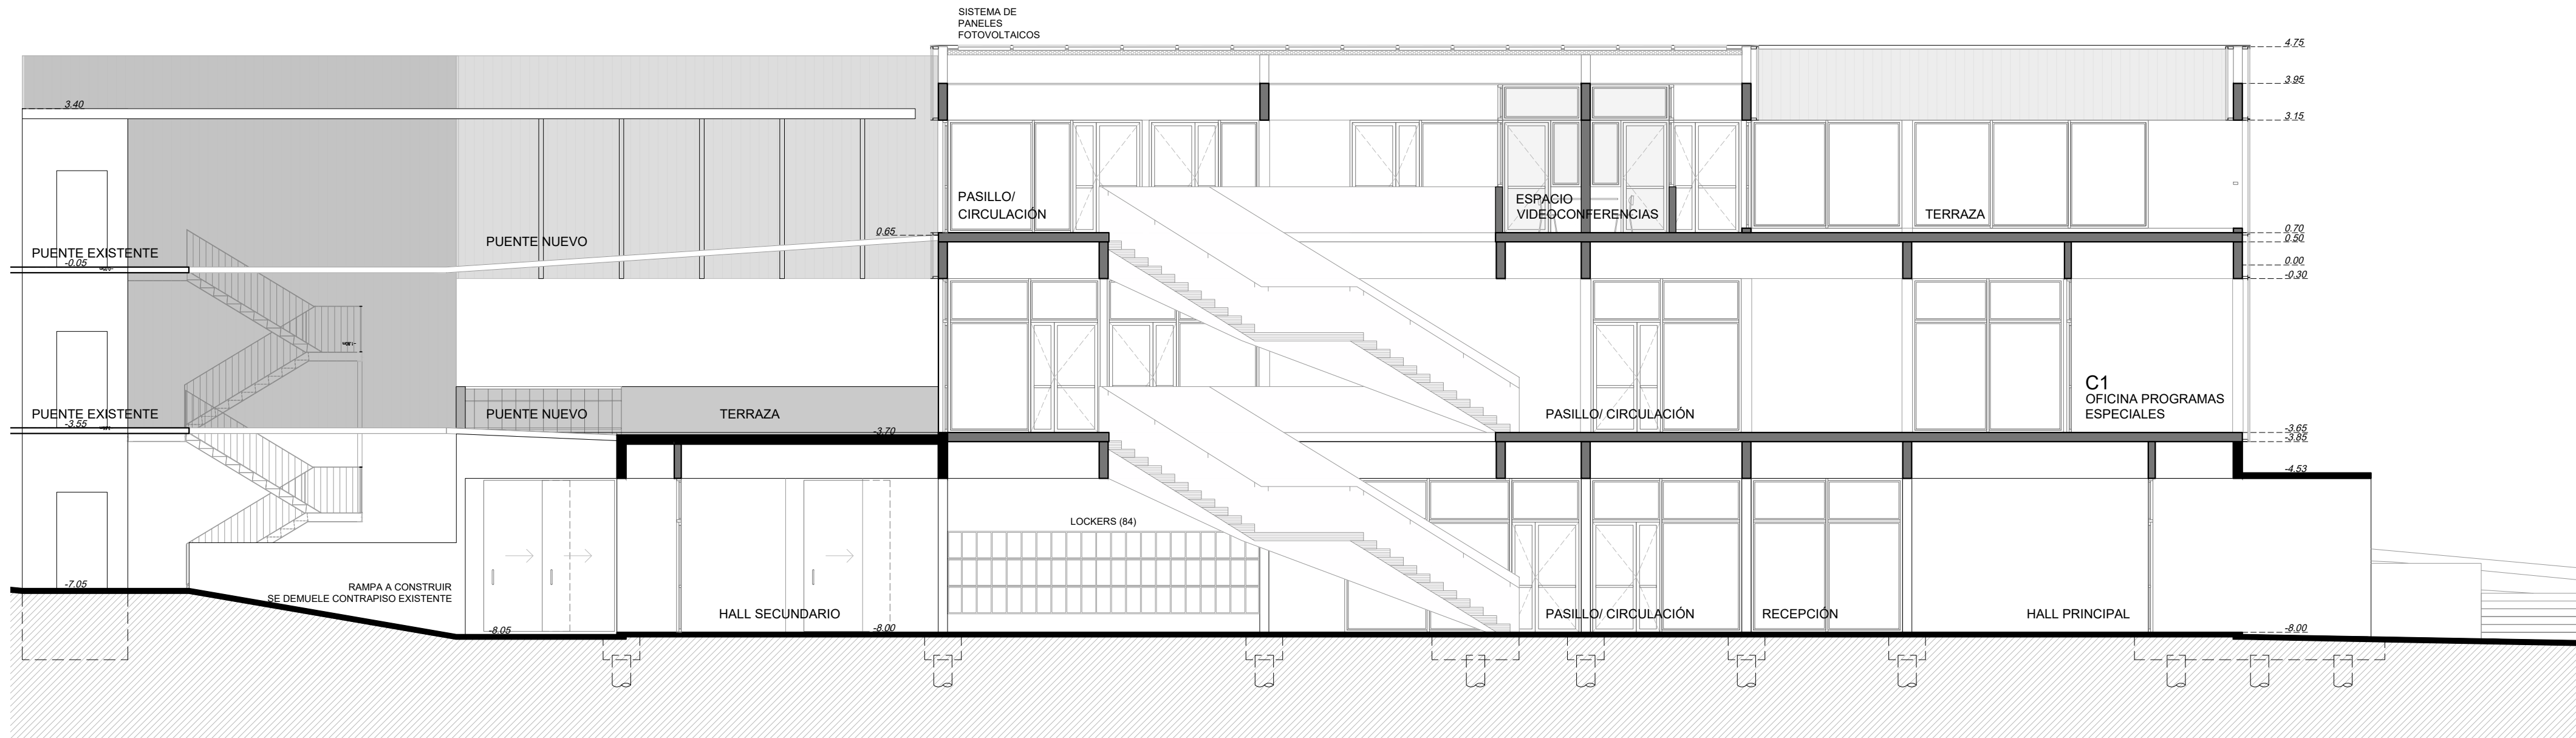 SISTEMA DE
PANELES
FOTOVOLTAICOS
4.75
3.95
3.40
3.15
PASILLO/
CIRCULACIÓN
ESPACIO
VIDEOCONFERENCIAS
TERRAZA
0.65
0.70
0.50
PUENTE EXISTENTE
PUENTE NUEVO
-0.05
0.00
-0.30
C1
OFICINA PROGRAMAS
ESPECIALES
PUENTE EXISTENTE
PUENTE NUEVO
TERRAZA
PASILLO/ CIRCULACIÓN
-3.55
-3.70
-3.65
-3.85
-4.53
LOCKERS (84)
-7.05
RAMPA A CONSTRUIR
SE DEMUELE CONTRAPISO EXISTENTE
HALL SECUNDARIO
PASILLO/ CIRCULACIÓN
RECEPCIÓN
HALL PRINCIPAL
-8.05
-8.00
-8.00